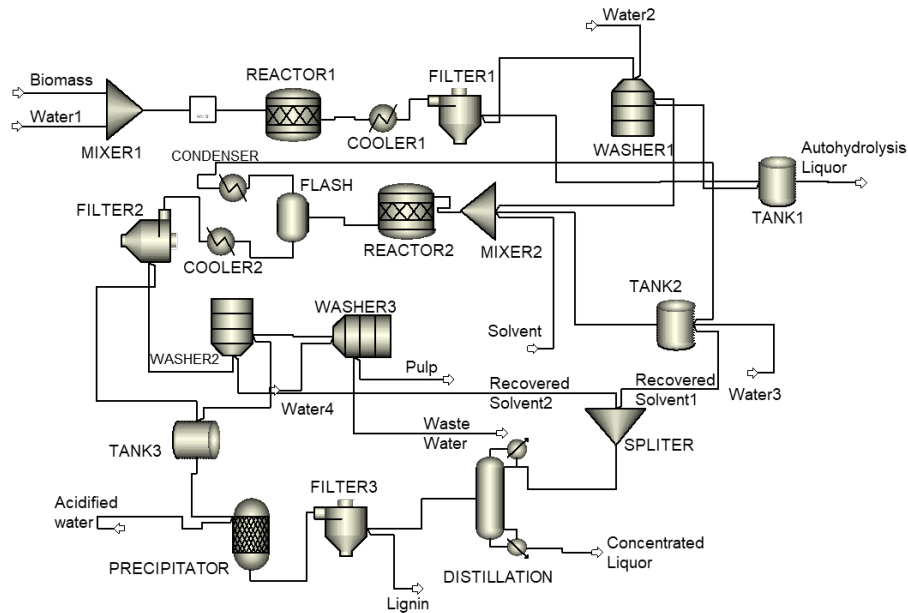 Water2
Biomass
REACTOR1
FILTER1
Water1
MIXER1
COOLER1
WASHER1
Autohydrolysis
Liquor
CONDENSER
FLASH
TANK1
FILTER2
REACTOR2
MIXER2
COOLER2
TANK2
WASHER3
Solvent
WASHER2
Pulp
Recovered
Solvent2
Recovered
Solvent1
Water3
Water4
Waste
Water
SPLITER
TANK3
FILTER3
Acidified
water
PRECIPITATOR
DISTILLATION
Concentrated
Liquor
Lignin